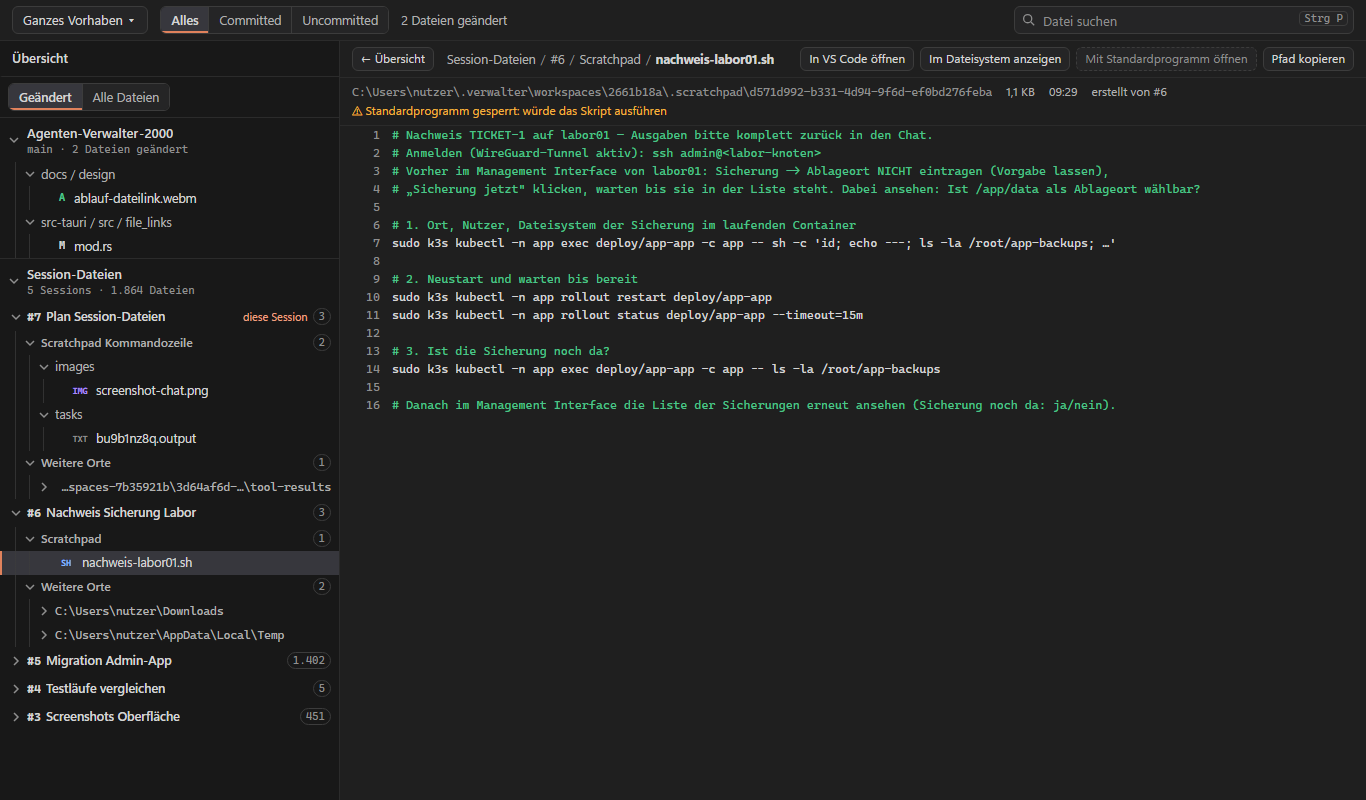 Ganzes Vorhaben
Alles
Committed
Uncommitted
2 Dateien geändert
Datei suchen
Strg P
Übersicht
Geändert
Alle Dateien
Agenten-Verwalter-2000
main · 2 Dateien geändert
docs / design
A ablauf-dateilink.webm
src-tauri / src / file_links
M mod.rs
Session-Dateien
5 Sessions · 1.864 Dateien
#7 Plan Session-Dateien diese Session 3
Scratchpad Kommandozeile 2
images
IMG screenshot-chat.png
tasks
TXT bu9b1nz8q.output
Weitere Orte 1
…spaces-7b35921b\3d64af6d-…\tool-results
#6 Nachweis Sicherung Labor 3
Scratchpad 1
SH nachweis-labor01.sh
Weitere Orte 2
C:\Users\nutzer\Downloads
C:\Users\nutzer\AppData\Local\Temp
#5 Migration Admin-App 1.402
#4 Testläufe vergleichen 5
#3 Screenshots Oberfläche 451
← Übersicht
Session-Dateien / #6 / Scratchpad / nachweis-labor01.sh
In VS Code öffnen
Im Dateisystem anzeigen
Mit Standardprogramm öffnen
Pfad kopieren
C:\Users\nutzer\.verwalter\workspaces\2661b18a\.scratchpad\d571d992-b331-4d94-9f6d-ef0bd276feba 1,1 KB 09:29 erstellt von #6
⚠ Standardprogramm gesperrt: würde das Skript ausführen
1 # Nachweis TICKET-1 auf labor01 – Ausgaben bitte komplett zurück in den Chat.
2 # Anmelden (WireGuard-Tunnel aktiv): ssh admin@<labor-knoten>
3 # Vorher im Management Interface von labor01: Sicherung → Ablageort NICHT eintragen (Vorgabe lassen),
4 # „Sicherung jetzt" klicken, warten bis sie in der Liste steht. Dabei ansehen: Ist /app/data als Ablageort wählbar?
5
6 # 1. Ort, Nutzer, Dateisystem der Sicherung im laufenden Container
7 sudo k3s kubectl -n app exec deploy/app-app -c app -- sh -c 'id; echo ---; ls -la /root/app-backups; …'
8
9 # 2. Neustart und warten bis bereit
10 sudo k3s kubectl -n app rollout restart deploy/app-app
11 sudo k3s kubectl -n app rollout status deploy/app-app --timeout=15m
12
13 # 3. Ist die Sicherung noch da?
14 sudo k3s kubectl -n app exec deploy/app-app -c app -- ls -la /root/app-backups
15
16 # Danach im Management Interface die Liste der Sicherungen erneut ansehen (Sicherung noch da: ja/nein).